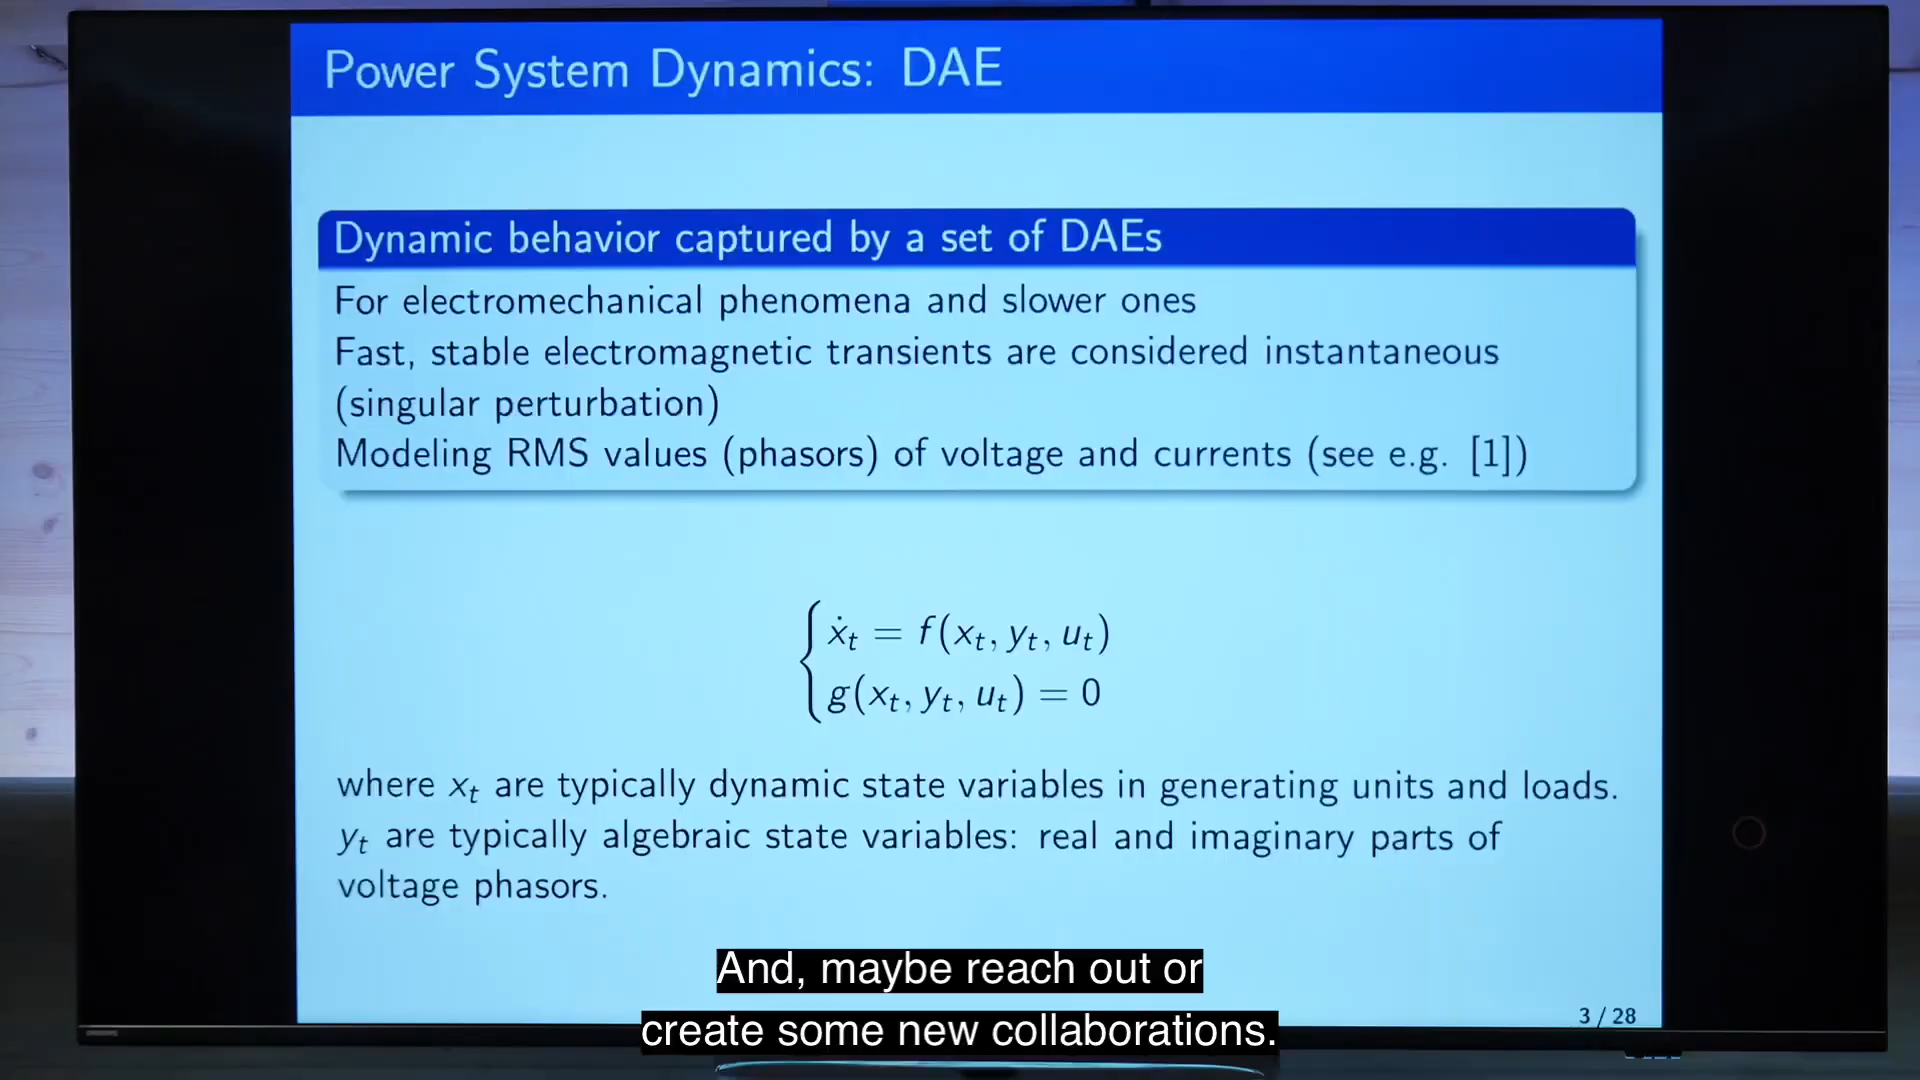 Power System Dynamics: DAE
Dynamic behavior captured by a set of DAEs
For electromechanical phenomena and slower ones
Fast, stable electromagnetic transients are considered instantaneous
(singular perturbation)
Modeling RMS values (phasors) of voltage and currents (see e.g. [1])
ẋₜ = f(xₜ, yₜ, uₜ)
g(xₜ, yₜ, uₜ) = 0
where xₜ are typically dynamic state variables in generating units and loads.
yₜ are typically algebraic state variables: real and imaginary parts of
voltage phasors.
And, maybe reach out or
create some new collaborations.
3 / 28